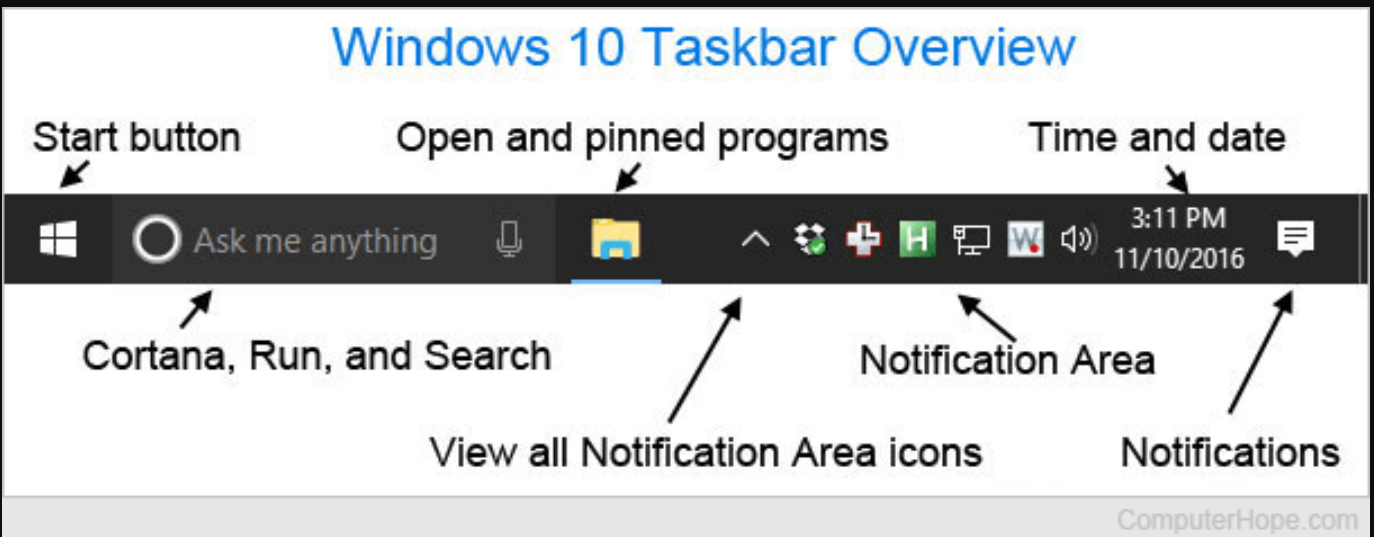 Windows 10 Taskbar Overview
Start button
Open and pinned programs
Time and date
Ask me anything
H
W
3:11 PM
11/10/2016
Cortana, Run, and Search
Notification Area
View all Notification Area icons
Notifications
ComputerHope.com